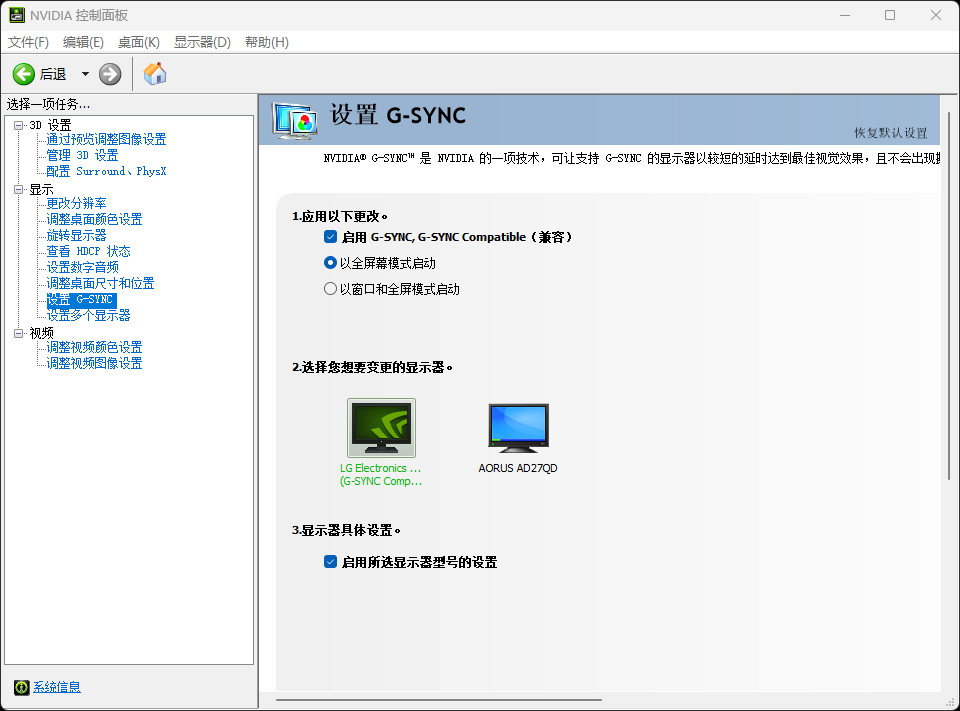 NVIDIA 控制面板
文件(F) 编辑(E) 桌面(K) 显示器(D) 帮助(H)
后退
选择一项任务...
3D 设置
通过预览调整图像设置
管理 3D 设置
配置 Surround、PhysX
显示
更改分辨率
调整桌面颜色设置
旋转显示器
查看 HDCP 状态
设置数字音频
调整桌面尺寸和位置
设置 G-SYNC
设置多个显示器
视频
调整视频颜色设置
调整视频图像设置
系统信息
设置 G-SYNC
恢复默认设置
NVIDIA® G-SYNC™ 是 NVIDIA 的一项技术，可让支持 G-SYNC 的显示器以较短的延时达到最佳视觉效果，且不会出现
1.应用以下更改。
启用 G-SYNC, G-SYNC Compatible（兼容）
以全屏幕模式启动
以窗口和全屏模式启动
2.选择您想要变更的显示器。
LG Electronics ...
(G-SYNC Comp...
AORUS AD27QD
3.显示器具体设置。
启用所选显示器型号的设置